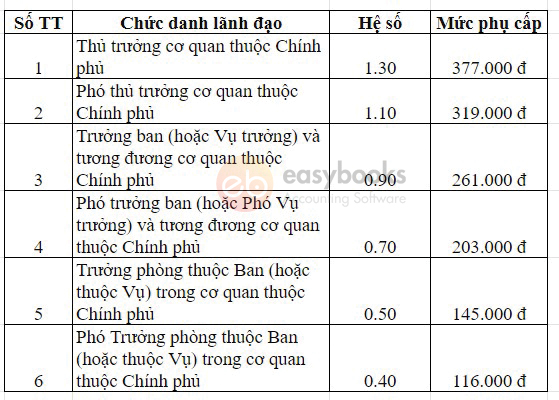 Số TT Chức danh lãnh đạo Hệ số Mức phụ cấp
Thủ trưởng cơ quan thuộc Chính
1 phủ 1.30 377.000 đ
Phó thủ trưởng cơ quan thuộc
2 Chính phủ 1.10 319.000 đ
Trưởng ban (hoặc Vụ trưởng) và
tương đương cơ quan thuộc
3 Chính phủ 0.90 261.000 đ
eb easybooks
Accounting Software
Phó trưởng ban (hoặc Phó Vụ
trưởng) và tương đương cơ quan
4 thuộc Chính phủ 0.70 203.000 đ
Trưởng phòng thuộc Ban (hoặc
thuộc Vụ) trong cơ quan thuộc
5 Chính phủ 0.50 145.000 đ
Phó Trưởng phòng thuộc Ban
(hoặc thuộc Vụ) trong cơ quan
6 thuộc Chính phủ 0.40 116.000 đ